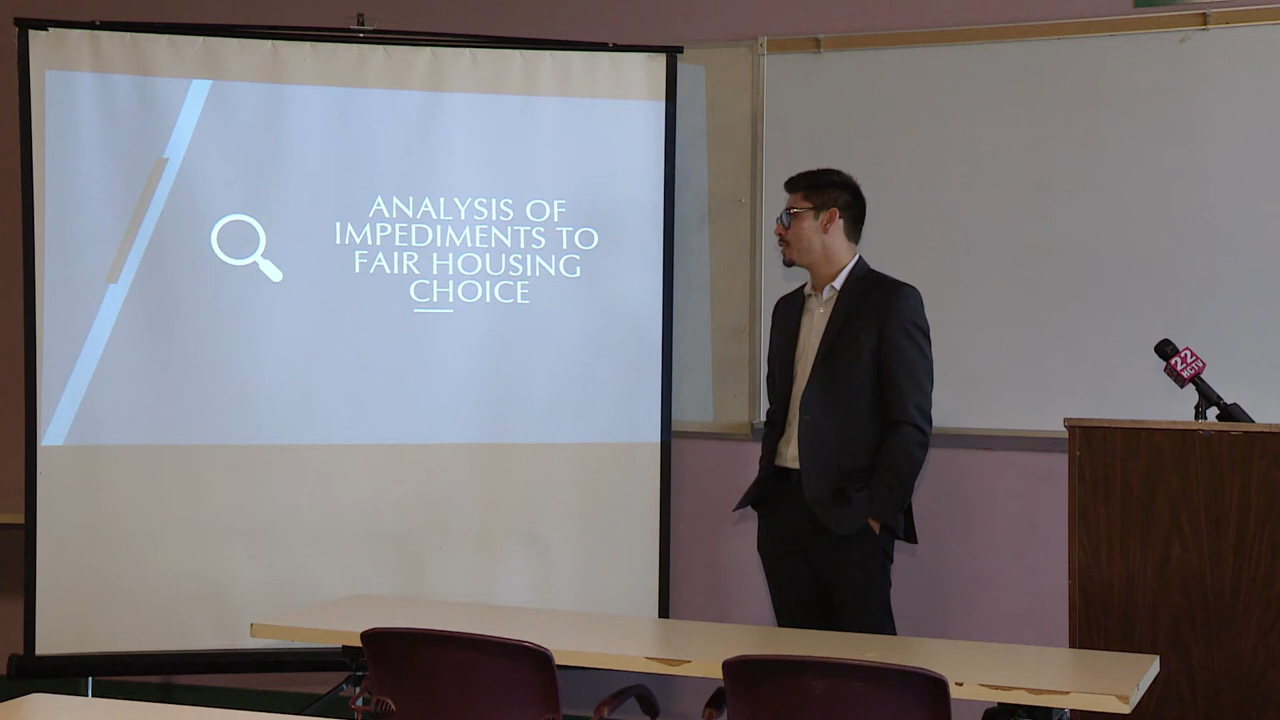 ANALYSIS OF
IMPEDIMENTS TO
FAIR HOUSING
CHOICE
22
KCTV